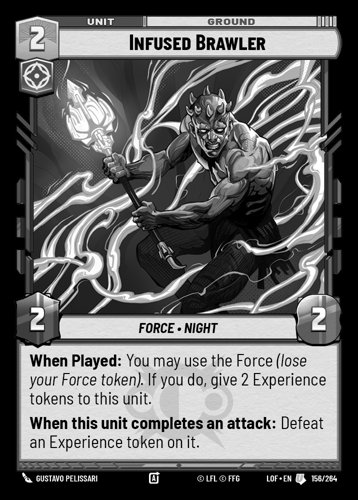 UNIT
GROUND
2
INFUSED BRAWLER
2
2
FORCE • NIGHT
When Played: You may use the Force (lose
your Force token). If you do, give 2 Experience
tokens to this unit.
When this unit completes an attack: Defeat
an Experience token on it.
GUSTAVO PELISSARI
A
© LFL © FFG
LOF • EN
156/264